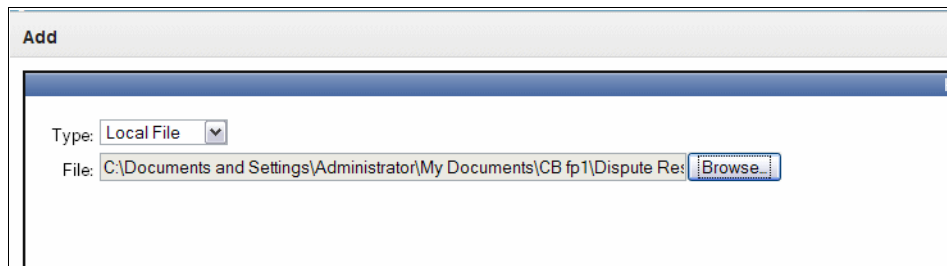 Add
Type: Local File
File: C:\Documents and Settings\Administrator\My Documents\CB fp1\Dispute Res Browse...